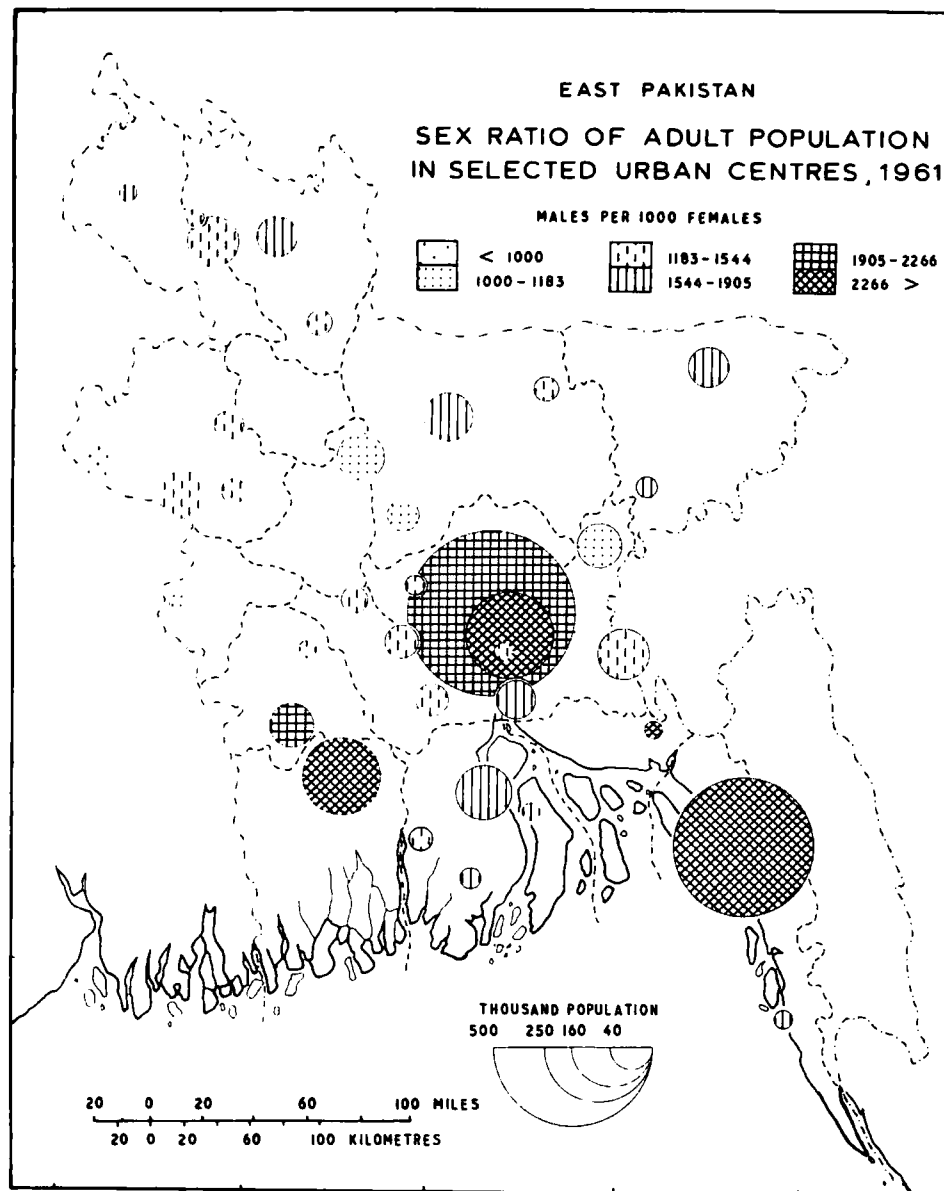 EAST PAKISTAN
SEX RATIO OF ADULT POPULATION
IN SELECTED URBAN CENTRES, 1961
MALES PER 1000 FEMALES
< 1000
1000-1183
1183-1544
1544-1905
1905-2266
2266 >
THOUSAND POPULATION
500 250 160 40
20 0 20 60 100 MILES
20 0 20 60 100 KILOMETRES